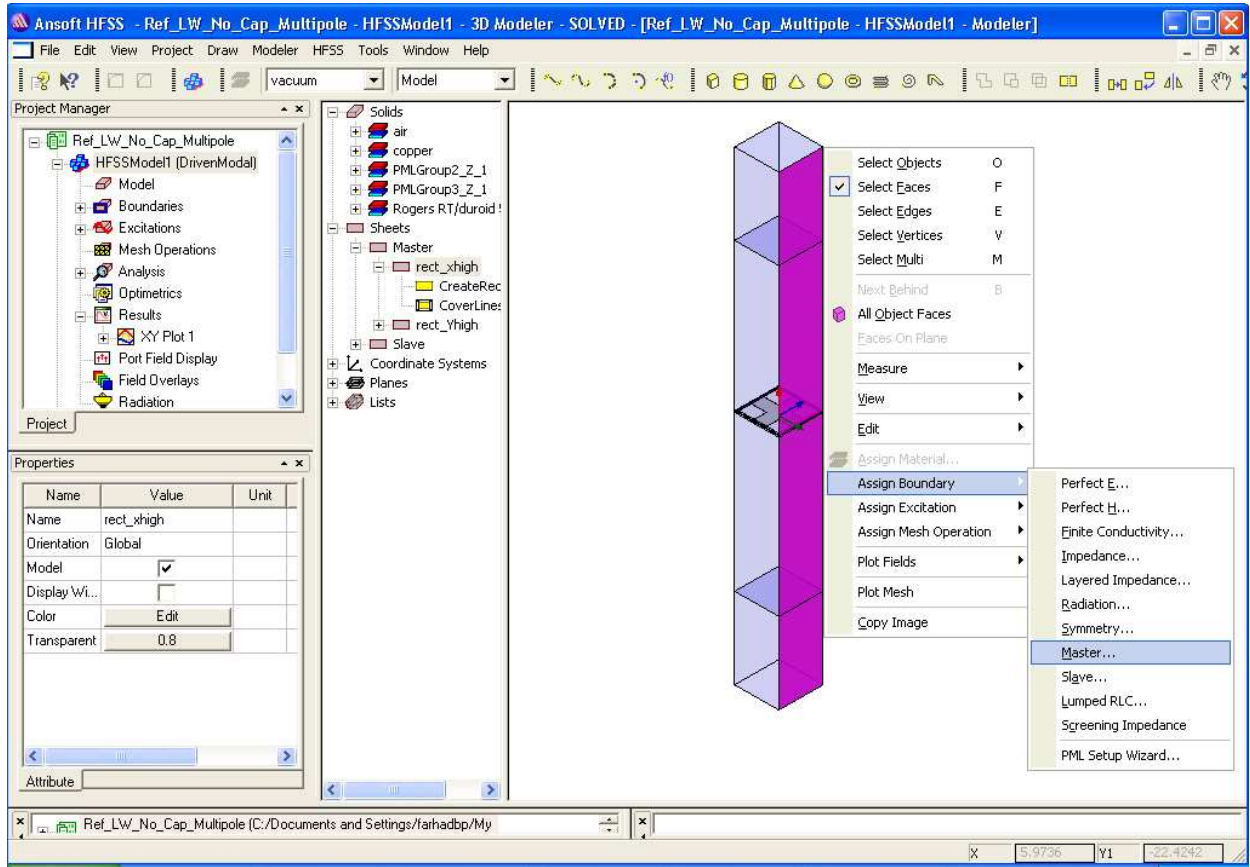 Ansoft HFSS - Ref_LW_No_Cap_Multipole - HFSSModel1 - 3D Modeler - SOLVED - [Ref_LW_No_Cap_Multipole - HFSSModel1 - Modeler]
File Edit View Project Draw Modeler HFSS Tools Window Help
vacuum Model
Project Manager
Ref_LW_No_Cap_Multipole
HFSSModel1 (DrivenModal)
Model
Boundaries
Excitations
Mesh Operations
Analysis
Optimetrics
Results
XY Plot 1
Port Field Display
Field Overlays
Radiation
Project
Properties
Name Value Unit
Name rect_xhigh
Orientation Global
Model
Display Wi...
Color Edit
Transparent 0.8
Attribute
Solids
air
copper
PMLGroup2_Z_1
PMLGroup3_Z_1
Rogers RT/duroid
Sheets
Master
rect_xhigh
CreateRec
CoverLines
rect_Yhigh
Slave
Coordinate Systems
Planes
Lists
Select Objects O
Select Faces F
Select Edges E
Select Vertices V
Select Multi M
Next Behind B
All Object Faces
Faces On Plane
Measure
View
Edit
Assign Material...
Assign Boundary
Assign Excitation
Assign Mesh Operation
Plot Fields
Plot Mesh
Copy Image
Perfect E...
Perfect H...
Finite Conductivity...
Impedance...
Layered Impedance...
Radiation...
Symmetry...
Master...
Slave...
Lumped RLC...
Screening Impedance
PML Setup Wizard...
Ref_LW_No_Cap_Multipole (C:/Documents and Settings/farhadbp/My
X 5.9736 Y1 -22.4242